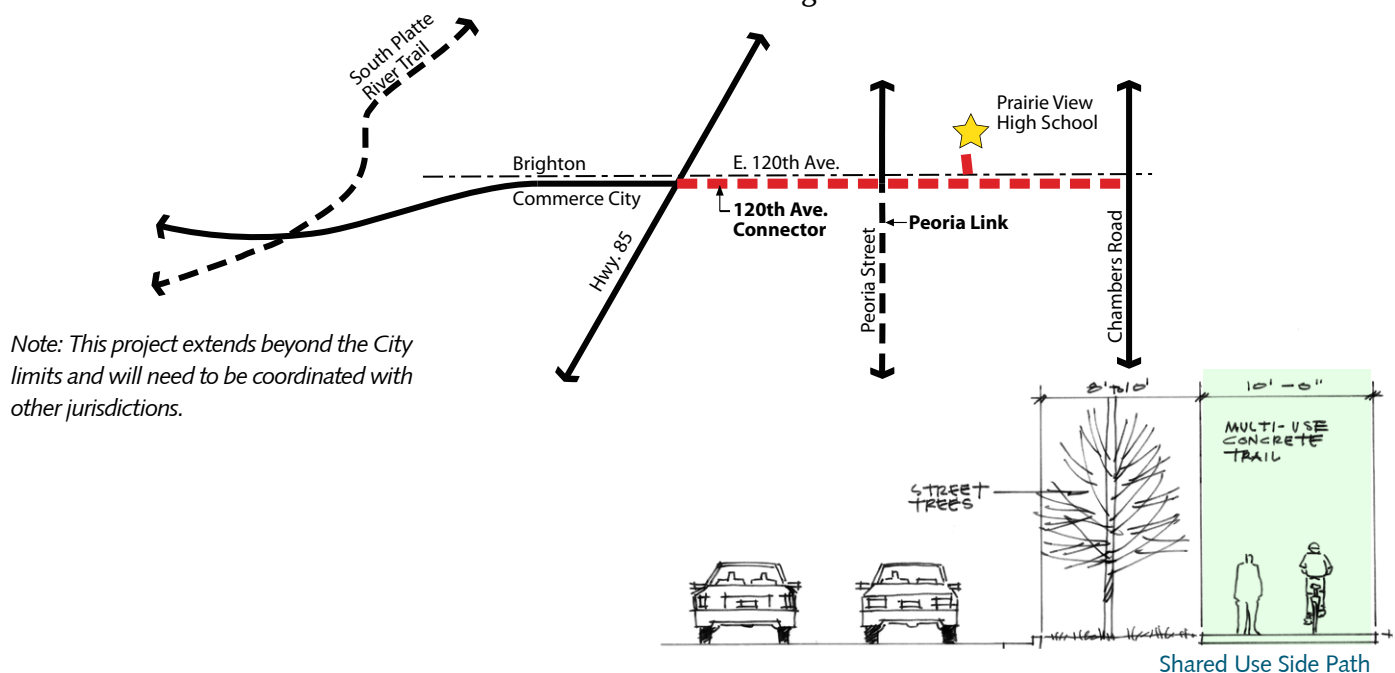 South Platte
River Trail
Brighton
Commerce City
E. 120th Ave.
Prairie View
High School
120th Ave.
Connector
Peoria Link
Hwy. 85
Peoria Street
Chambers Road
Note: This project extends beyond the City
limits and will need to be coordinated with
other jurisdictions.
8' to 10'
10' - 0"
MULTI-USE
CONCRETE
TRAIL
STREET
TREES
Shared Use Side Path